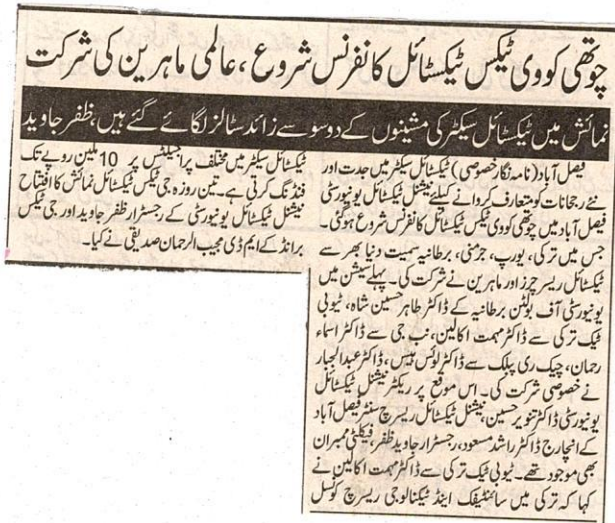 چوتھی کووی ٹیکس ٹیکسٹائل کانفرنس شروع، عالمی ماہرین کی شرکت
نمائش میں ٹیکسٹائل سیکٹر کی مشینوں کے دوسو سے زائد سٹالز لگائے گئے ہیں، ظفر جاوید
فیصل آباد (نامہ نگار خصوصی) ٹیکسٹائل سیکٹر میں جدت اور
نئے رجحانات کو متعارف کروانے کیلئے نیشنل ٹیکسٹائل یونیورسٹی
فیصل آباد میں چوتھی کووی ٹیکس ٹیکسٹائل کانفرنس شروع ہوگئی۔
جس میں ترکی، یورپ، جرمنی، برطانیہ سمیت دنیا بھر سے
ٹیکسٹائل ریسرچرز اور ماہرین نے شرکت کی۔ پہلے سیشن میں
یونیورسٹی آف بولٹن برطانیہ کے ڈاکٹر طاہر حسین شاہ، ٹیوبی
ٹیک ترکی سے ڈاکٹر مہمت اکالین، نب جی سے ڈاکٹر اسماء
رحمان، چیک ری پبلک سے ڈاکٹر لوئس ہیس، ڈاکٹر عبدالجبار
نے خصوصی شرکت کی۔ اس موقع پر ریکٹر نیشنل ٹیکسٹائل
یونیورسٹی ڈاکٹر تنویر حسین، نیشنل ٹیکسٹائل ریسرچ سنٹر فیصل آباد
کے انچارج ڈاکٹر راشد مسعود، رجسٹرار جاوید ظفر، فیکلٹی ممبران
بھی موجود تھے۔ ٹیوبی ٹیک ترکی سے ڈاکٹر مہمت اکالین نے
کہا کہ ترکی میں سائنٹیفک اینڈ ٹیکنالوجی ریسرچ کونسل
ٹیکسٹائل سیکٹر میں مختلف پراجیکٹس پر 10 ملین روپے تک
فنڈنگ کرتی ہے۔ تین روزہ جی ٹیکس ٹیکسٹائل نمائش کا افتتاح
نیشنل ٹیکسٹائل یونیورسٹی کے رجسٹرار ظفر جاوید اور جی ٹیکس
برانڈ کے ایم ڈی مجیب الرحمان صدیقی نے کیا۔